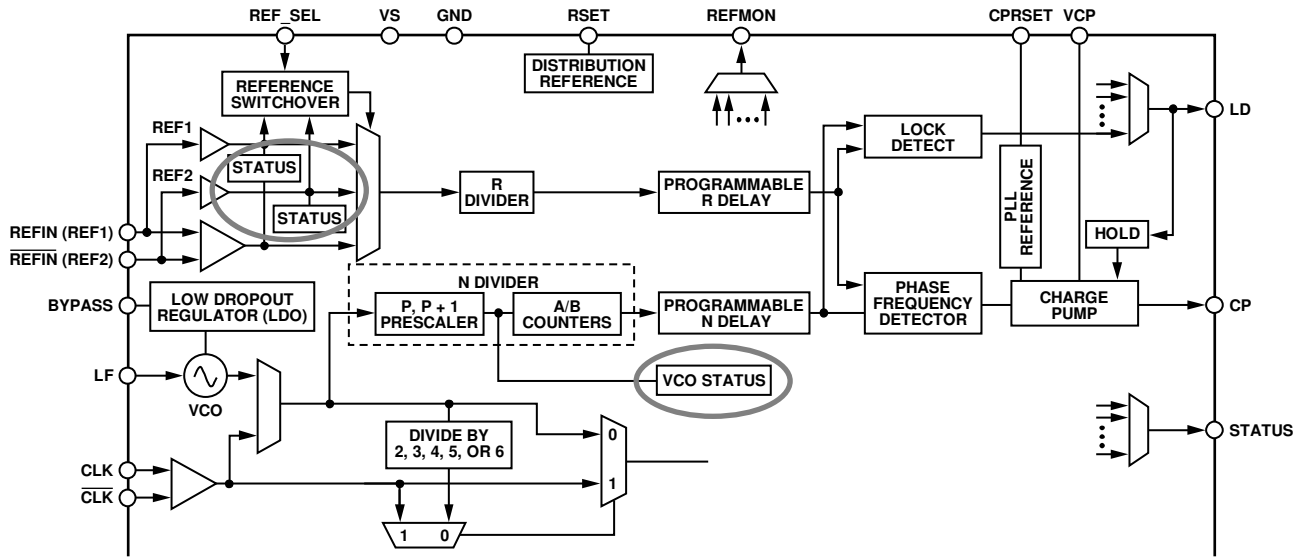 REF_SEL
VS
GND
RSET
REFMON
CPRSET
VCP
DISTRIBUTION
REFERENCE
REFERENCE
SWITCHOVER
REF1
STATUS
REF2
STATUS
R
DIVIDER
PROGRAMMABLE
R DELAY
LOCK
DETECT
PLL
REFERENCE
LD
HOLD
REFIN (REF1)
REFIN (REF2)
BYPASS
LOW DROPOUT
REGULATOR (LDO)
N DIVIDER
P, P + 1
PRESCALER
A/B
COUNTERS
PROGRAMMABLE
N DELAY
PHASE
FREQUENCY
DETECTOR
CHARGE
PUMP
CP
LF
VCO
VCO STATUS
STATUS
DIVIDE BY
2, 3, 4, 5, OR 6
0
1
CLK
CLK
1 0